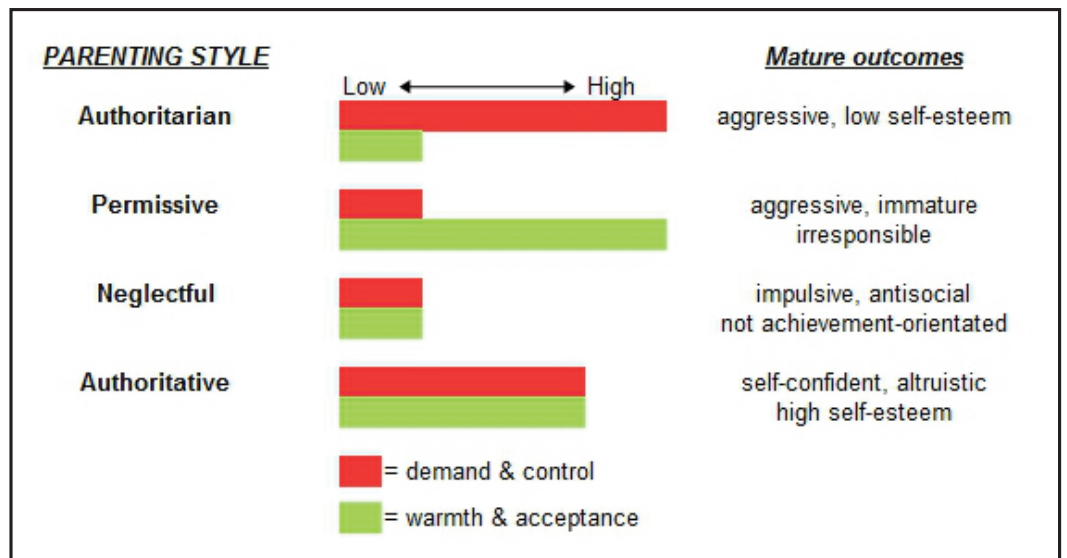 PARENTING STYLE
Mature outcomes
Low High
Authoritarian
aggressive, low self-esteem
Permissive
aggressive, immature
irresponsible
Neglectful
impulsive, antisocial
not achievement-orientated
Authoritative
self-confident, altruistic
high self-esteem
= demand & control
= warmth & acceptance